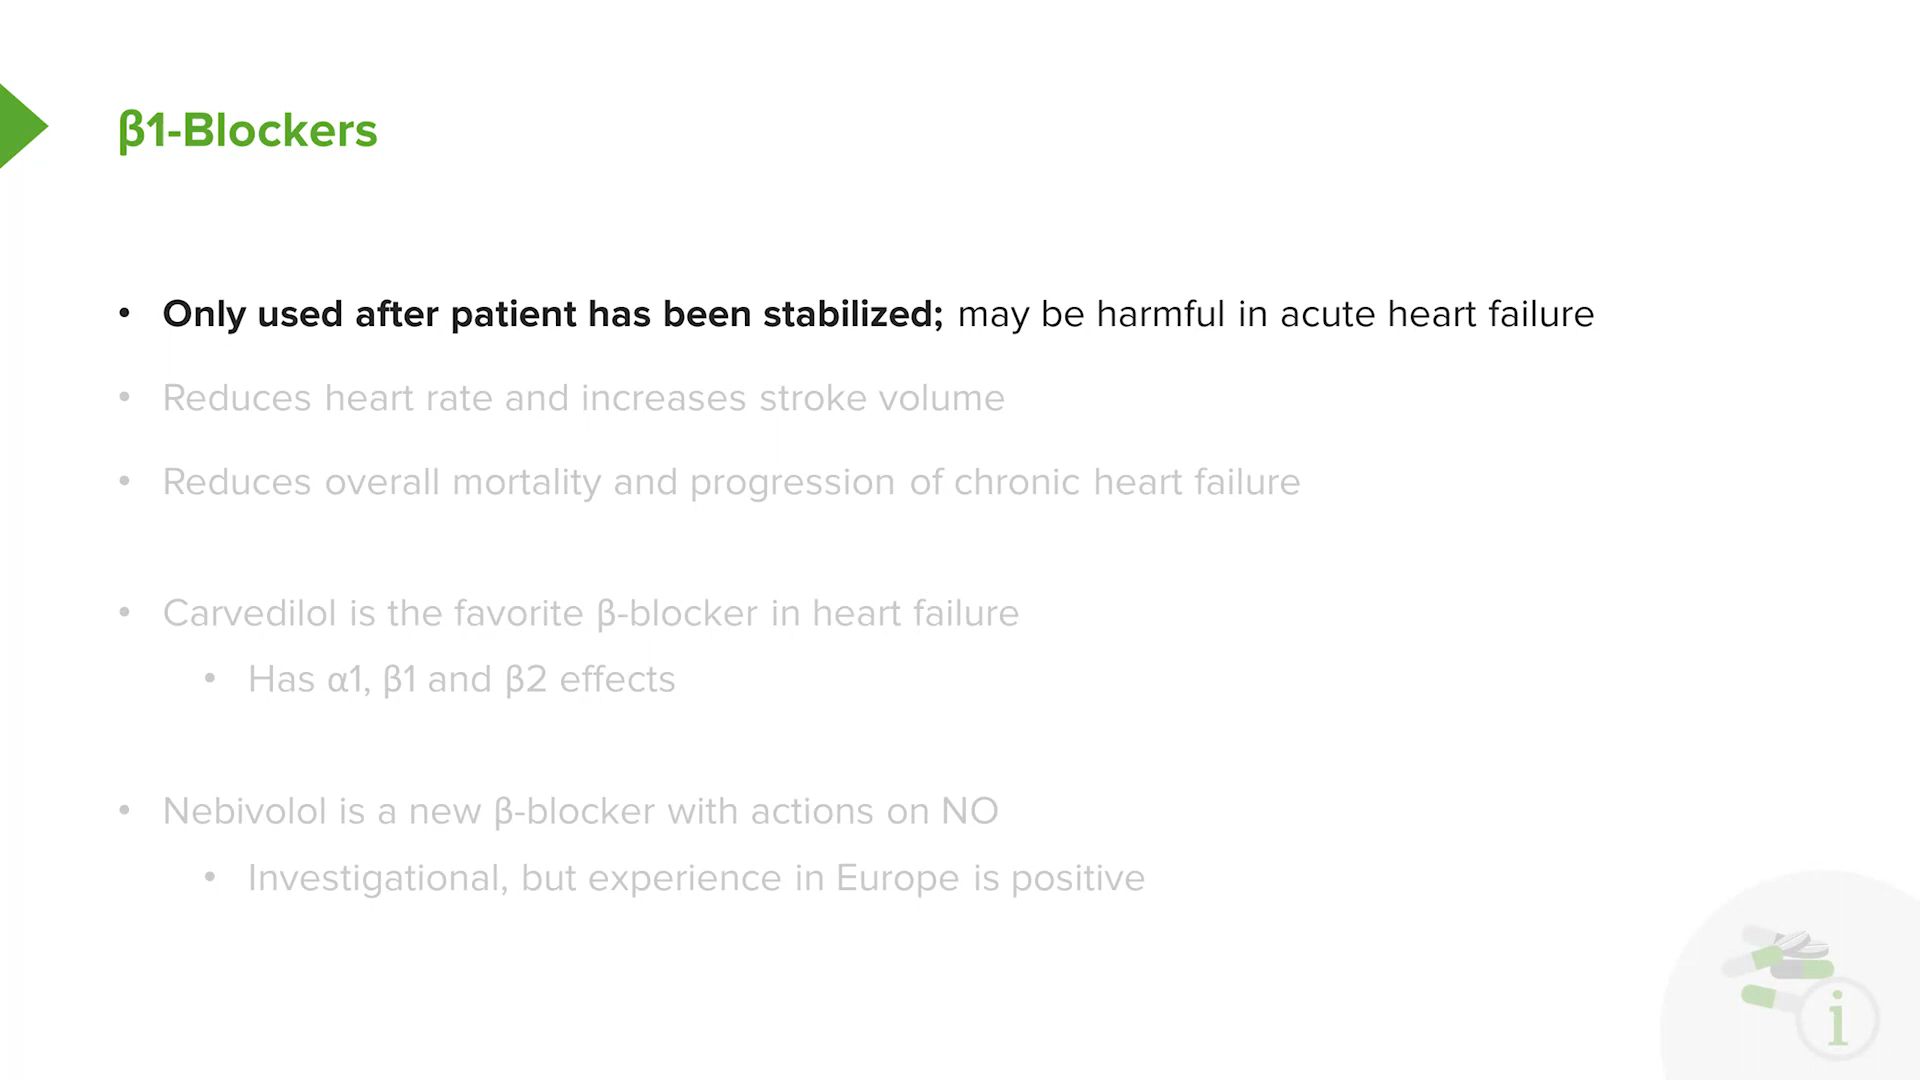 β1-Blockers
• Only used after patient has been stabilized; may be harmful in acute heart failure
• Reduces heart rate and increases stroke volume
• Reduces overall mortality and progression of chronic heart failure
• Carvedilol is the favorite β-blocker in heart failure
• Has α1, β1 and β2 effects
• Nebivolol is a new β-blocker with actions on NO
• Investigational, but experience in Europe is positive
i